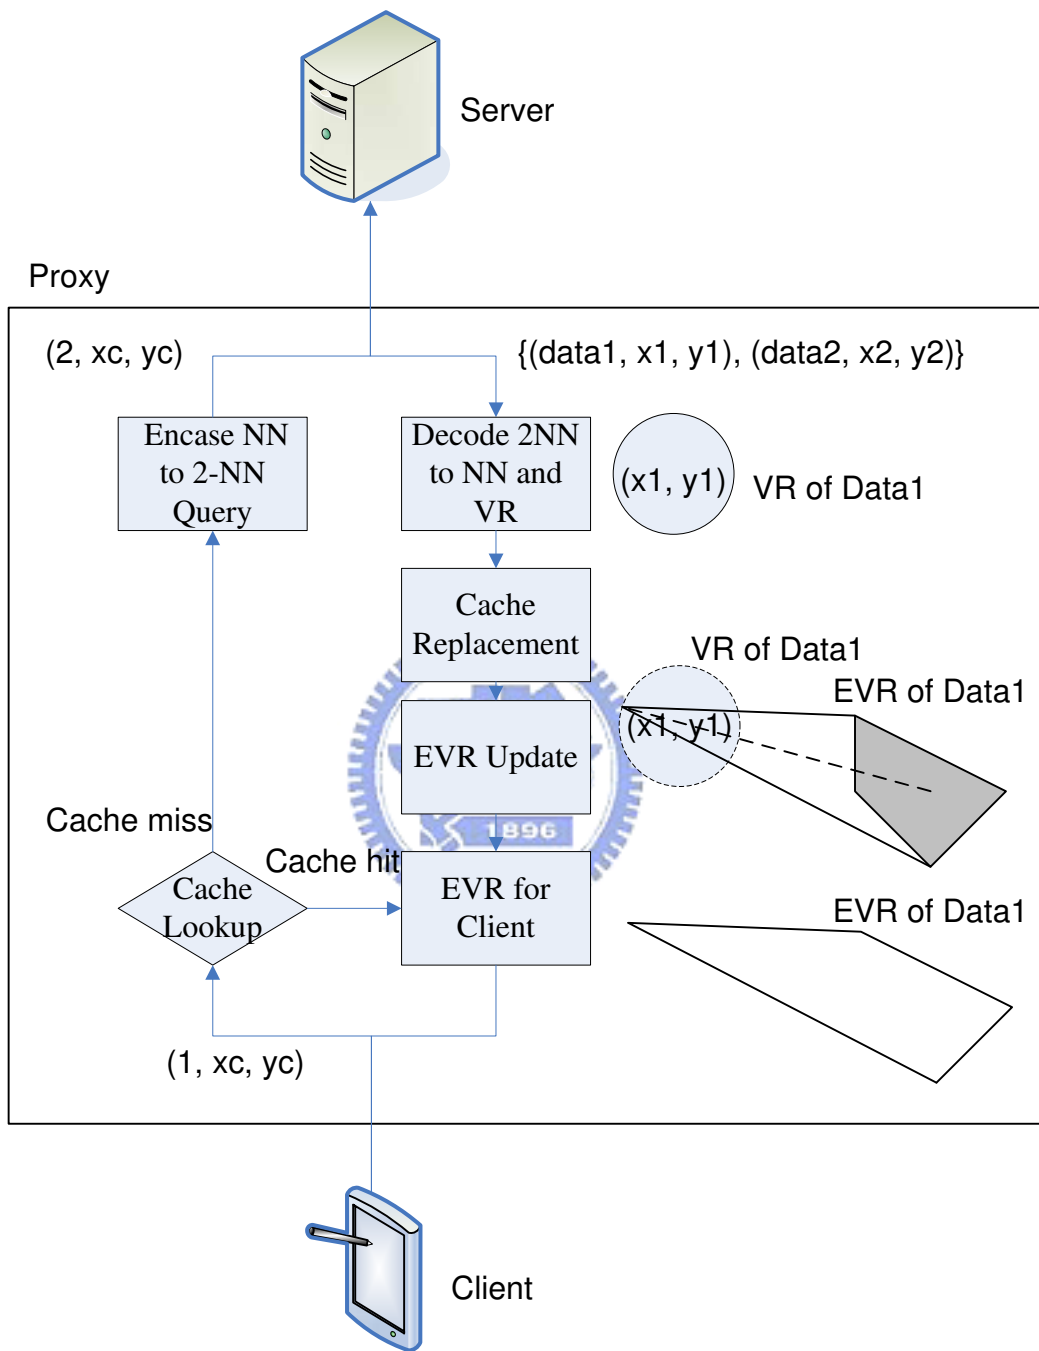 Server
Proxy
(2, xc, yc)
{(data1, x1, y1), (data2, x2, y2)}
Encase NN
to 2-NN
Query
Decode 2NN
to NN and
VR
(x1, y1)
VR of Data1
Cache
Replacement
VR of Data1
EVR of Data1
(x1, y1)
EVR Update
Cache miss
1896
Cache hit
Cache
Lookup
EVR for
Client
EVR of Data1
(1, xc, yc)
Client